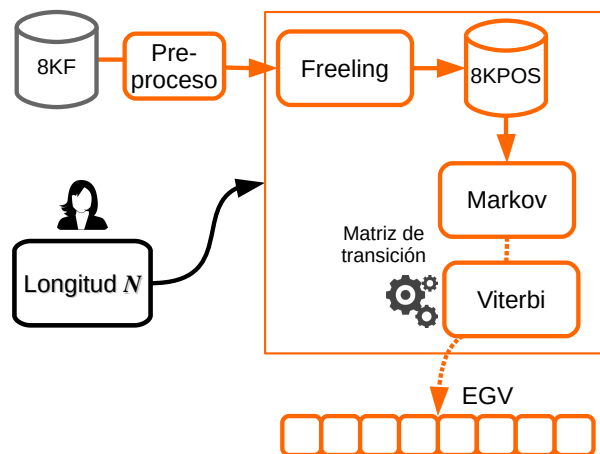 8KF
Pre-
proceso
Freeling
8KPOS
Markov
Matriz de
transición
Longitud N
Viterbi
EGV